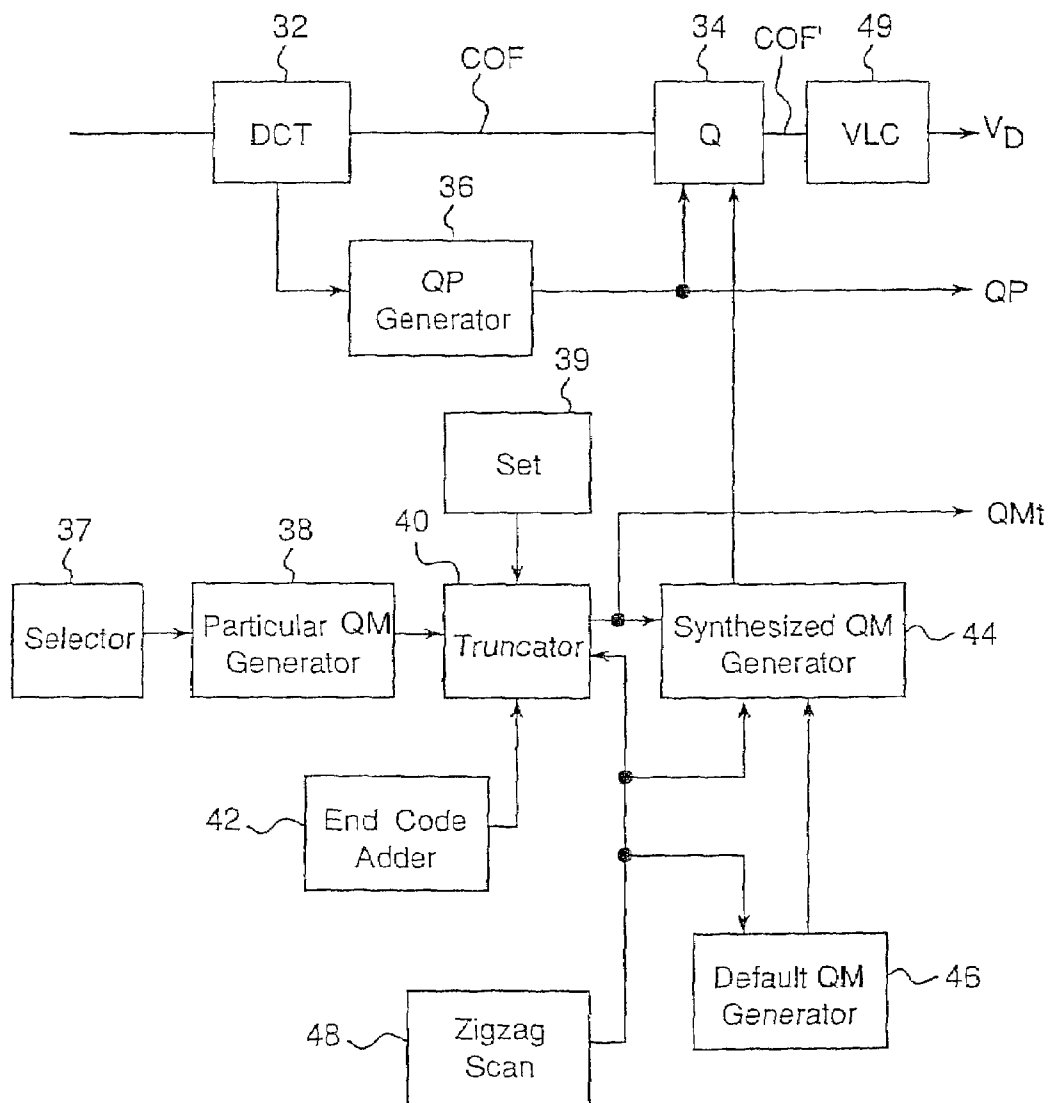 32
COF
34
COF'
49
DCT
Q
VLC
VD
36
QP
Generator
QP
39
Set
QMt
37
38
40
Selector
Particular QM
Generator
Truncator
Synthesized QM
Generator
44
42
End Code
Adder
Default QM
Generator
46
48
Zigzag
Scan